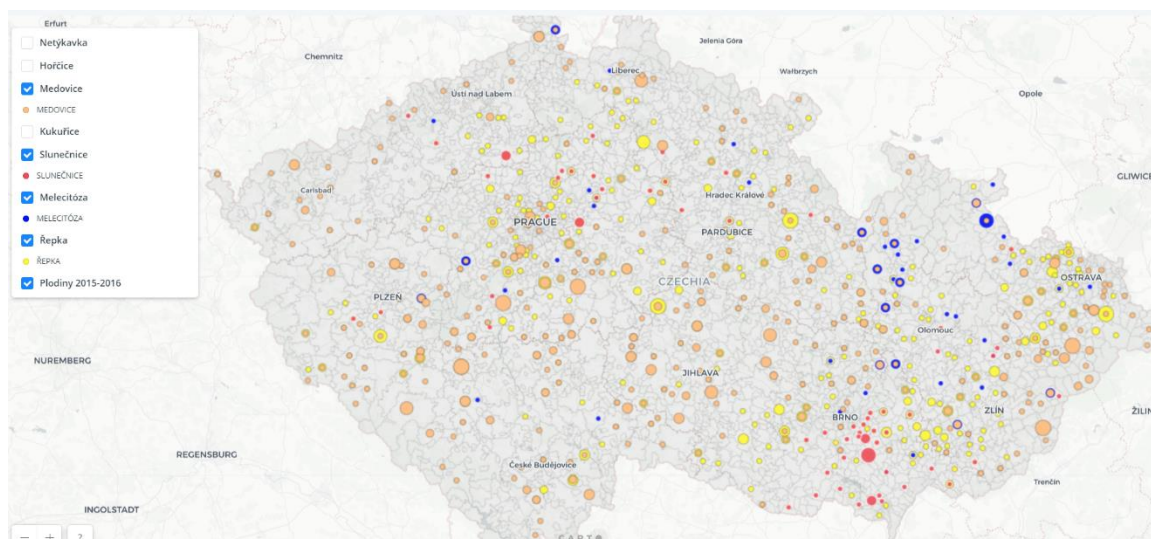 Erfurt
Netýkavka
Hořčice
Medovice
MEDOVICE
Kukuřice
Slunečnice
SLUNEČNICE
Melecitóza
MELECITÓZA
Řepka
ŘEPKA
Plodiny 2015-2016
Chemnitz
Jelenia Góra
Liberec
Wałbrzych
Ústí nad Labem
Opole
GLIWICE
Carlsbad
Hradec Králové
PRAGUE
PARDUBICE
OSTRAVA
CZECHIA
PLZEŇ
Olomouc
NUREMBERG
JIHLAVA
BRNO
ZLÍN
REGENSBURG
České Budějovice
Trenčín
INGOLSTADT
− + ?